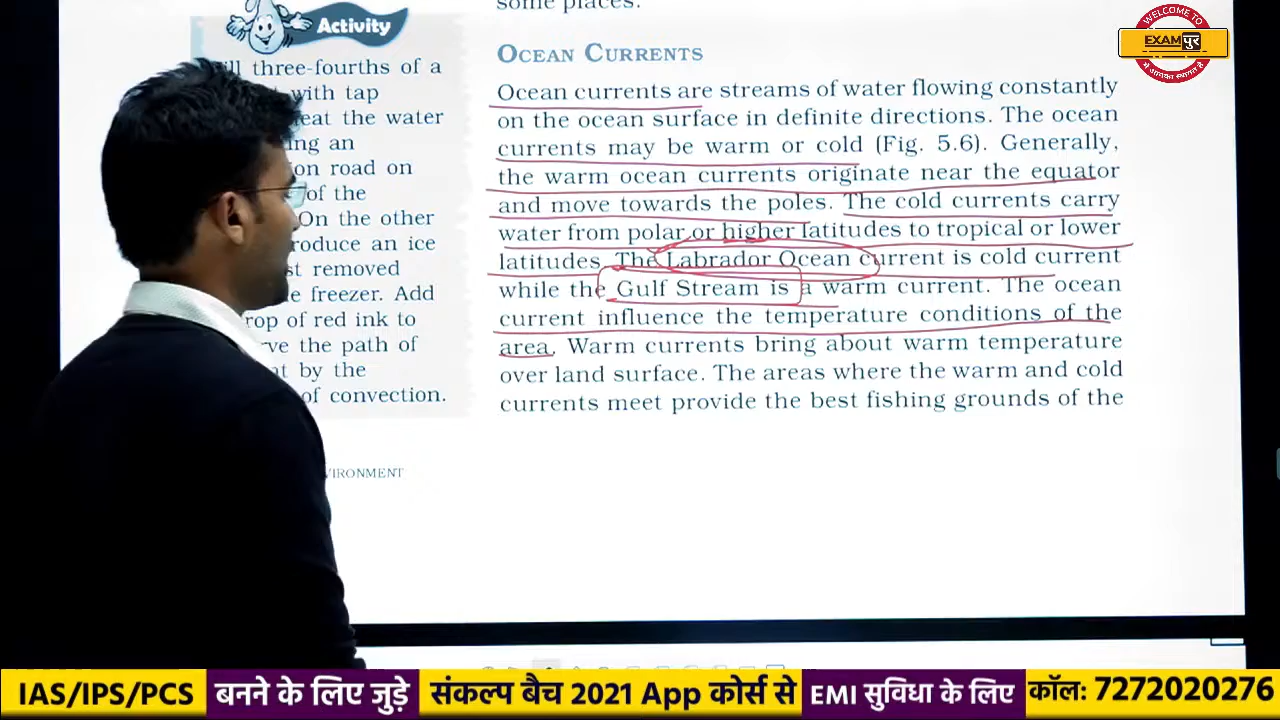 some places.
Activity
WELCOME TO
EXAMपुर
OCEAN CURRENTS
ill three-fourths of a
with tap
eat the water
ing an
on road on
of the
On the other
roduce an ice
st removed
e freezer. Add
rop of red ink to
rve the path of
nt by the
of convection.
Ocean currents are streams of water flowing constantly
on the ocean surface in definite directions. The ocean
currents may be warm or cold (Fig. 5.6). Generally,
the warm ocean currents originate near the equator
and move towards the poles. The cold currents carry
water from polar or higher latitudes to tropical or lower
latitudes. The Labrador Ocean current is cold current
while the Gulf Stream is a warm current. The ocean
current influence the temperature conditions of the
area. Warm currents bring about warm temperature
over land surface. The areas where the warm and cold
currents meet provide the best fishing grounds of the
VIRONMENT
IAS/IPS/PCS बनने के लिए जुड़े संकल्प बैच 2021 App कोर्स से EMI सुविधा के लिए कॉल: 7272020276